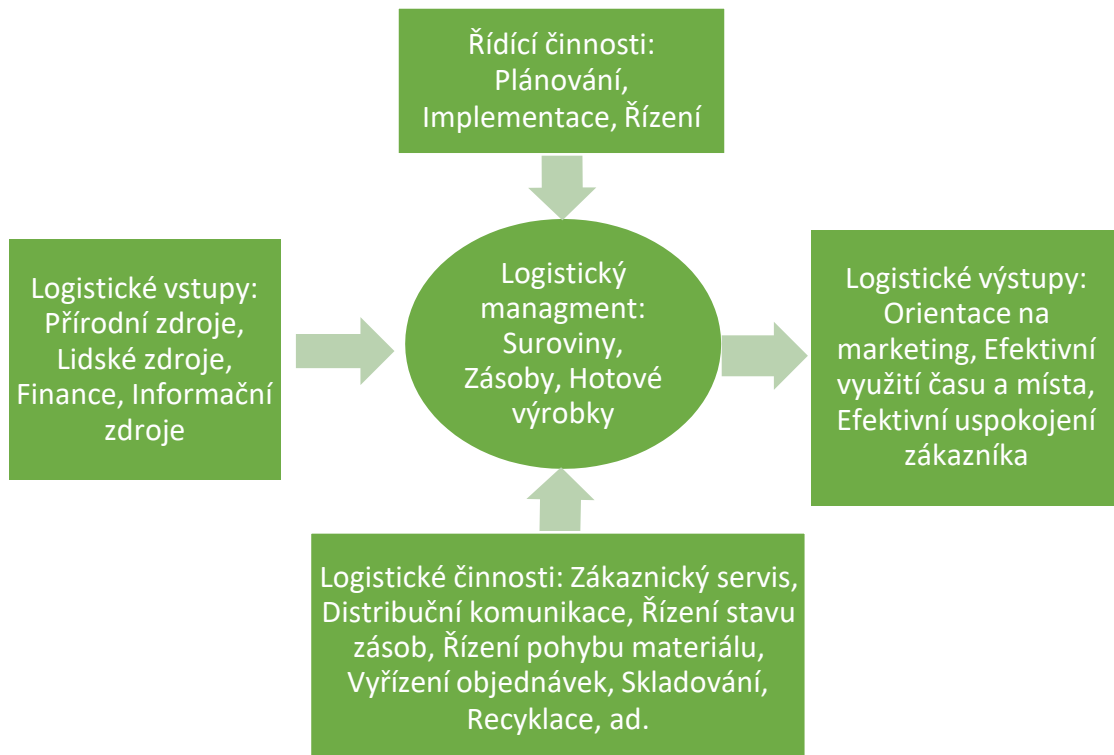 Řídící činnosti:
Plánování,
Implementace, Řízení
Logistické vstupy:
Přírodní zdroje,
Lidské zdroje,
Finance, Informační
zdroje
Logistický
managment:
Suroviny,
Zásoby, Hotové
výrobky
Logistické výstupy:
Orientace na
marketing, Efektivní
využití času a místa,
Efektivní uspokojení
zákazníka
Logistické činnosti: Zákaznický servis,
Distribuční komunikace, Řízení stavu
zásob, Řízení pohybu materiálu,
Vyřízení objednávek, Skladování,
Recyklace, ad.